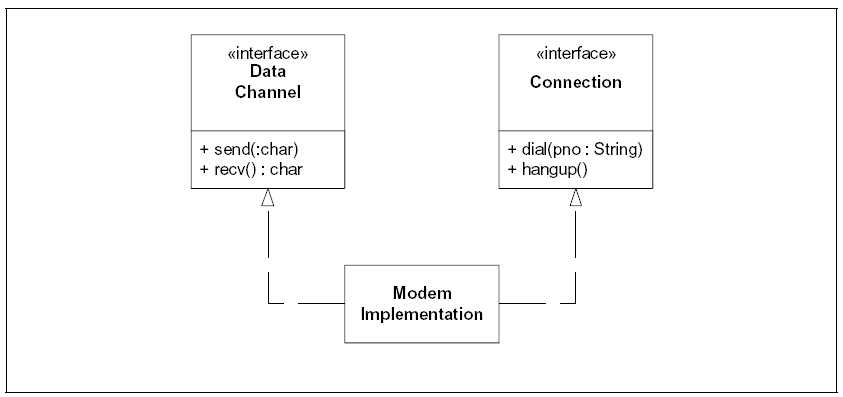 «interface»
Data
Channel
+ send(:char)
+ recv() : char
«interface»
Connection
+ dial(pno : String)
+ hangup()
Modem
Implementation